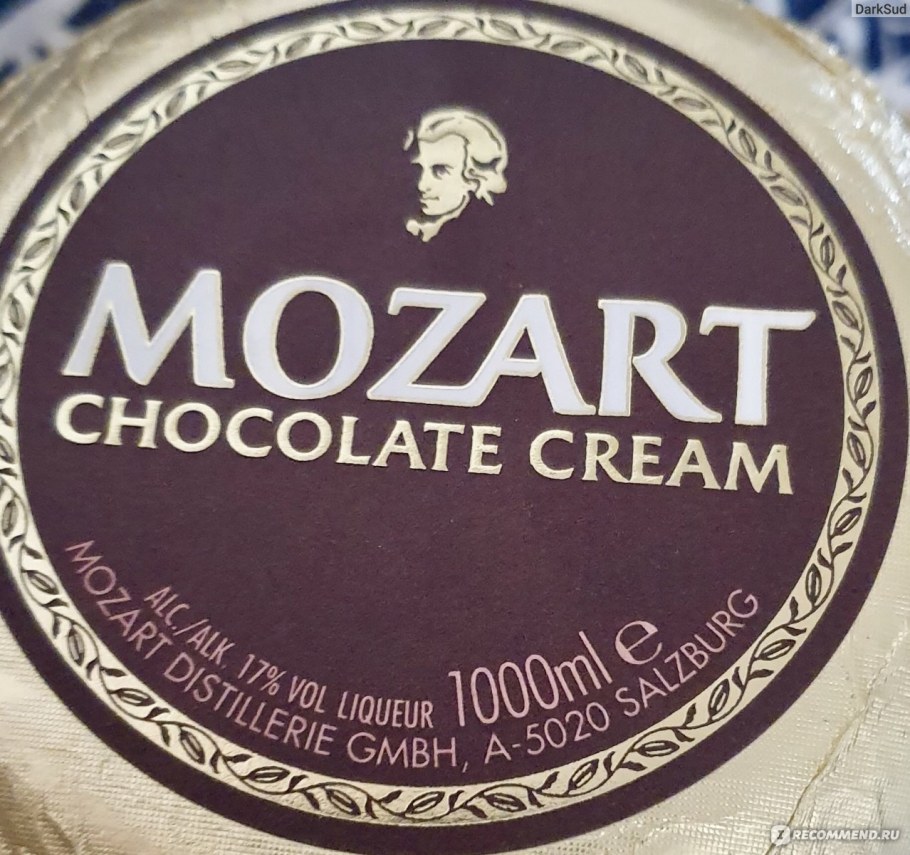 DarkSud
MOZART
CHOCOLATE CREAM
ALC./ALK. 17% VOL LIQUEUR 1000ml e
MOZART DISTILLERIE GMBH, A-5020 SALZBURG
RECOMMEND.RU